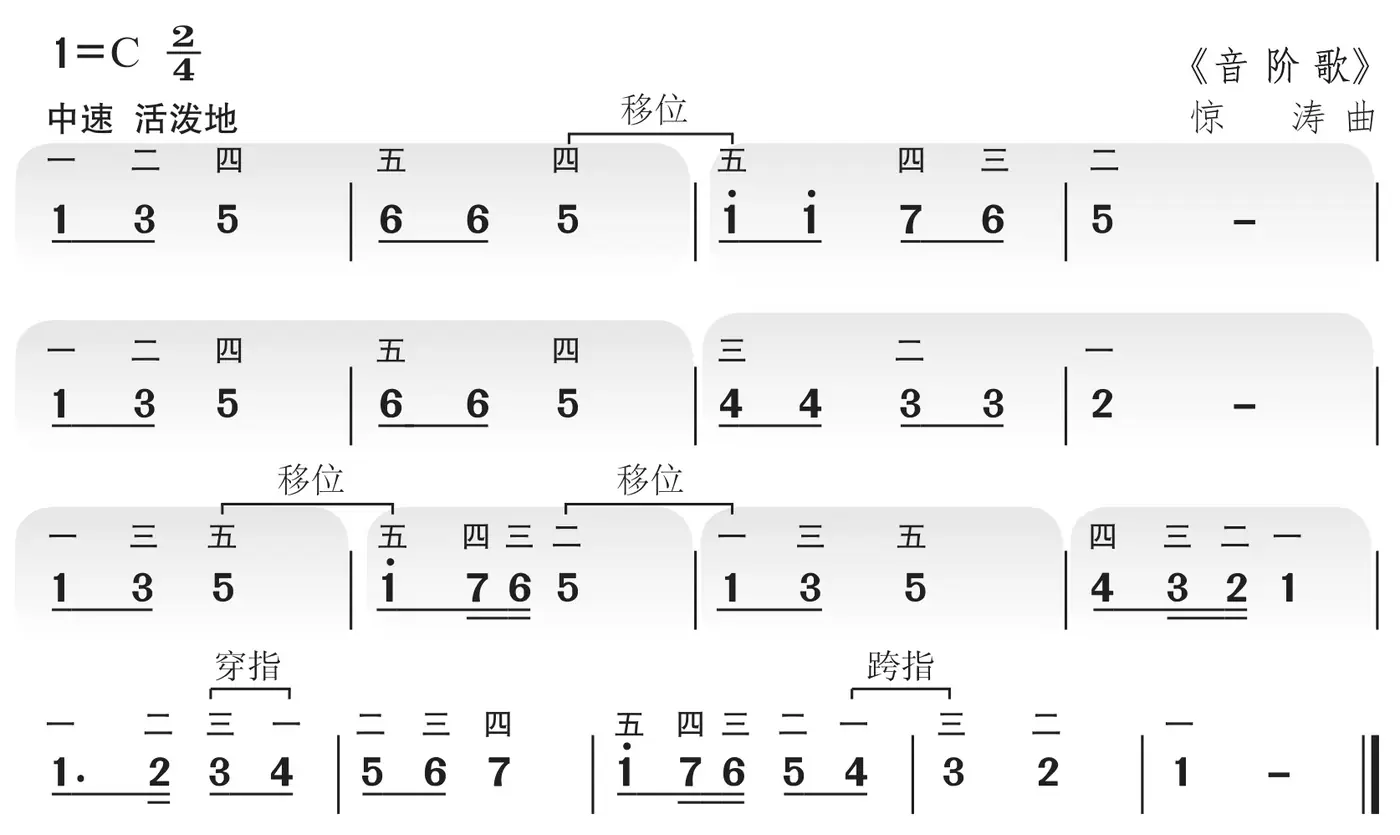 1=C 2/4
《音 阶 歌》
中速 活泼地
惊 涛 曲
移位
一 二 四 五 四 五 四 三 二
1 3 5 | 6 6 5 | i i 7 6 | 5 – |
一 二 四 五 四 三 二 一
1 3 5 | 6 6 5 | 4 4 3 3 | 2 – |
移位 移位
一 三 五 五 四 三 二 一 三 五 四 三 二 一
1 3 5 | i 7 6 5 | 1 3 5 | 4 3 2 1 |
穿指 跨指
一 二 三 一 二 三 四 五 四 三 二 一 三 二 一
1. 2 3 4 | 5 6 7 | i 7 6 5 4 | 3 2 | 1 – ‖